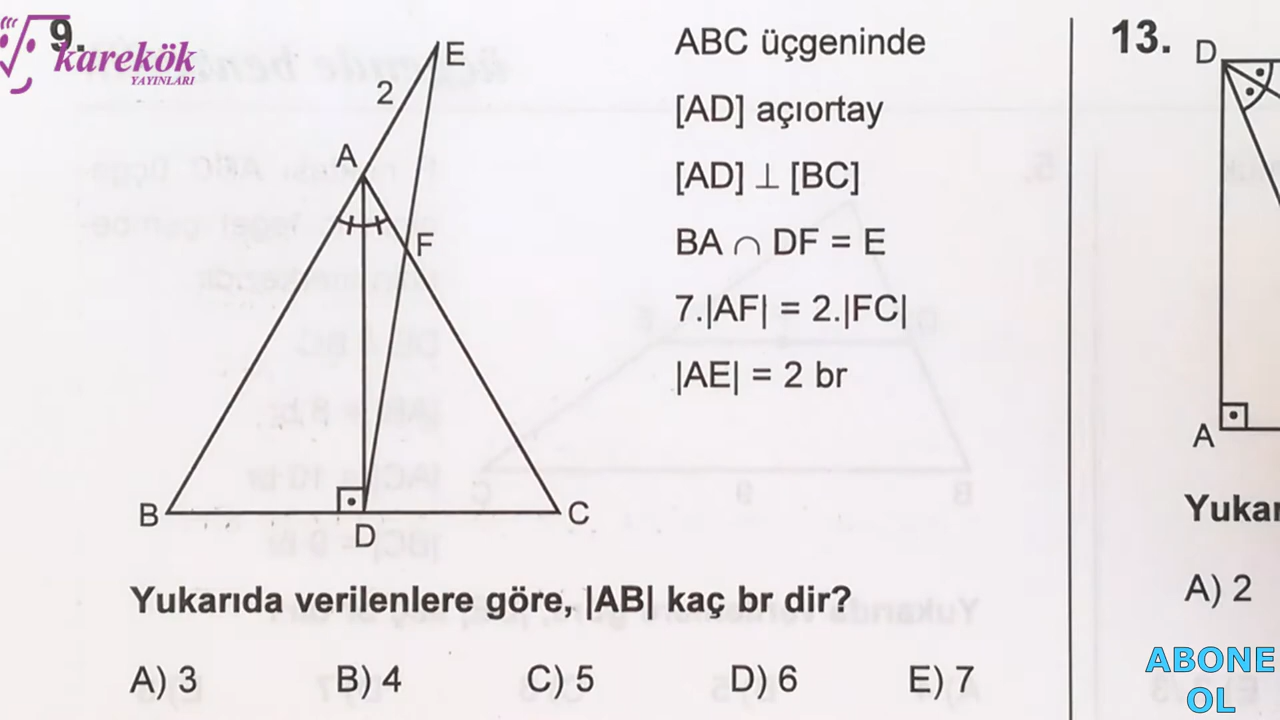 9.
karekök
YAYINLARI
E
2
A
F
B
D
C
ABC üçgeninde
[AD] açıortay
[AD] ⊥ [BC]
BA ∩ DF = E
7.|AF| = 2.|FC|
|AE| = 2 br
Yukarıda verilenlere göre, |AB| kaç br dir?
A) 3 B) 4 C) 5 D) 6 E) 7
13.
D
A
Yukar
A) 2
ABONE
OL